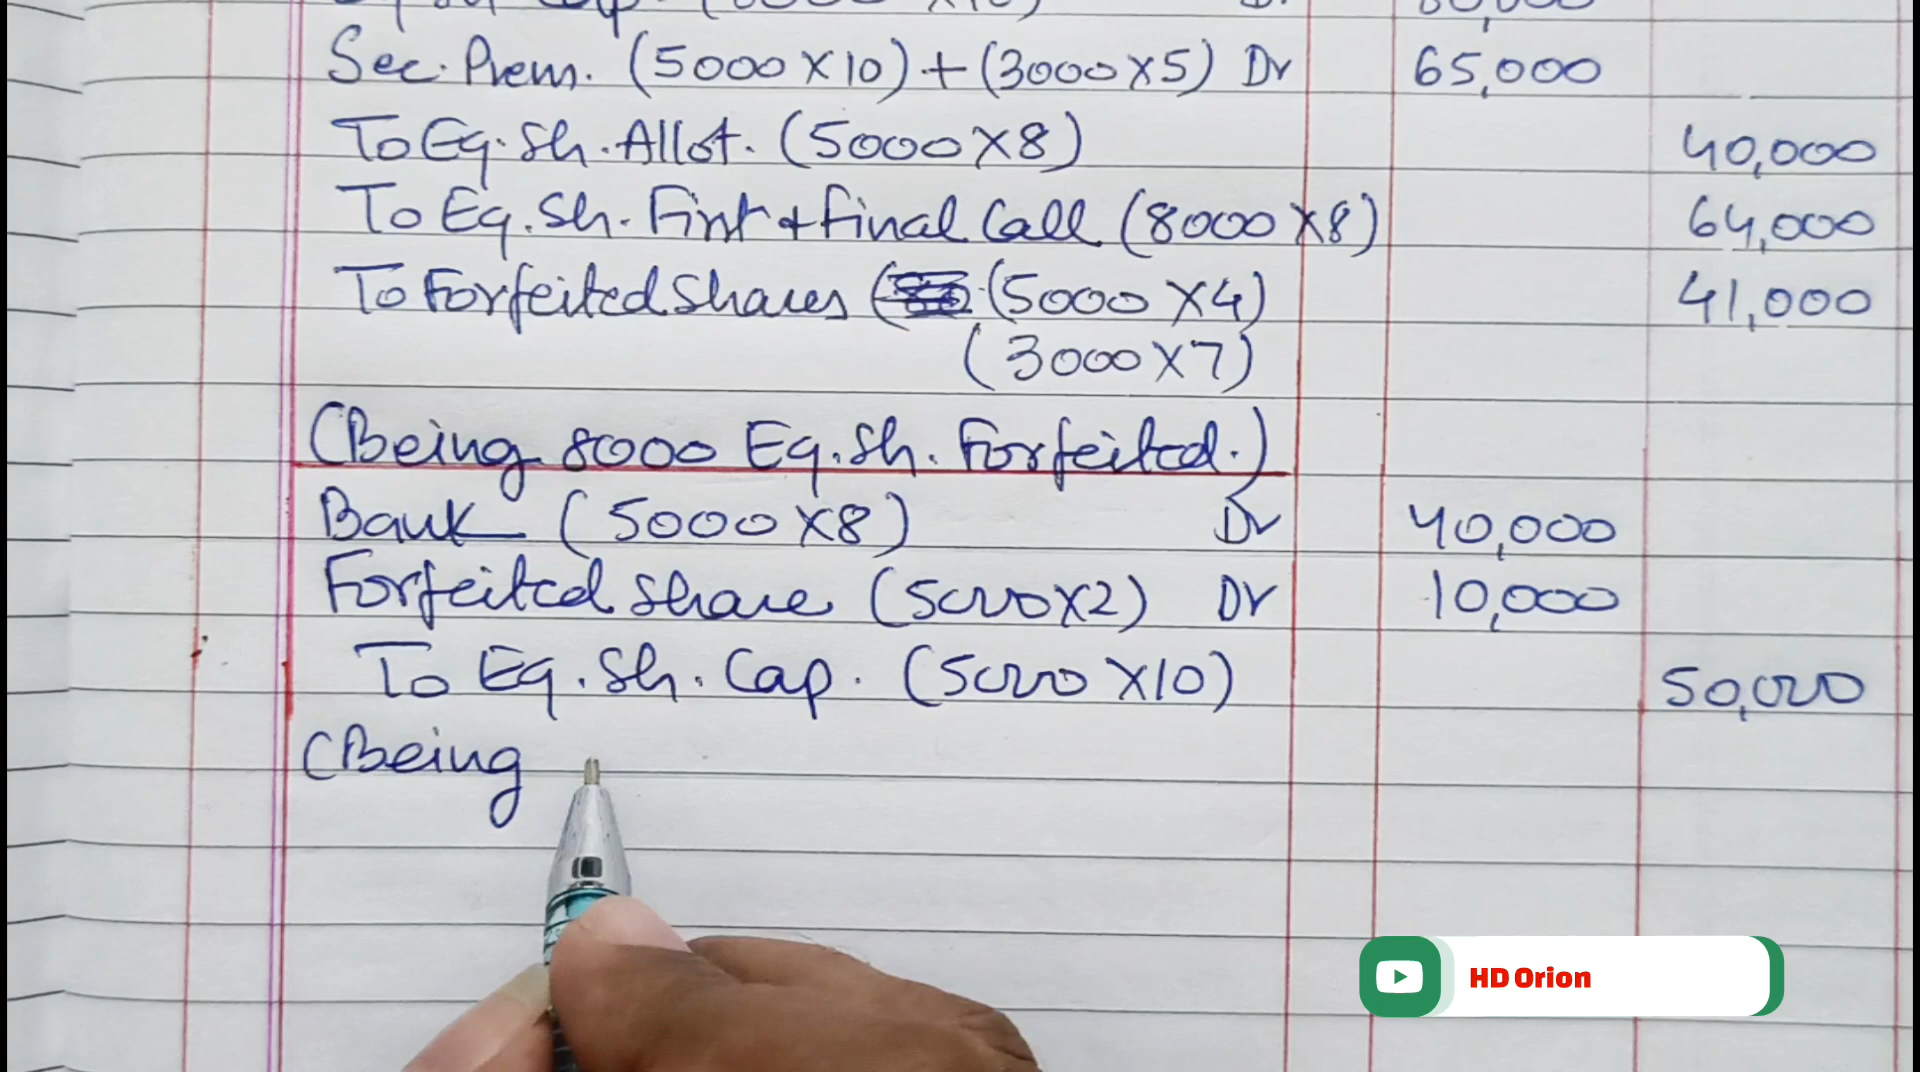 Sec. Prem. (5000 X 10) + (3000 X 5) Dr 65,000
To Eq. Sh. Allot. (5000 X 8) 40,000
To Eq. Sh. First & Final Call (8000 X 8) 64,000
To Forfeited Shares (5000 X 4) 41,000
(3000 X 7)
(Being 8000 Eq. Sh. Forfeited.)
Bank (5000 X 8) Dr 40,000
Forfeited Share (5000 X 2) Dr 10,000
To Eq. Sh. Cap. (5000 X 10) 50,000
(Being
HD Orion